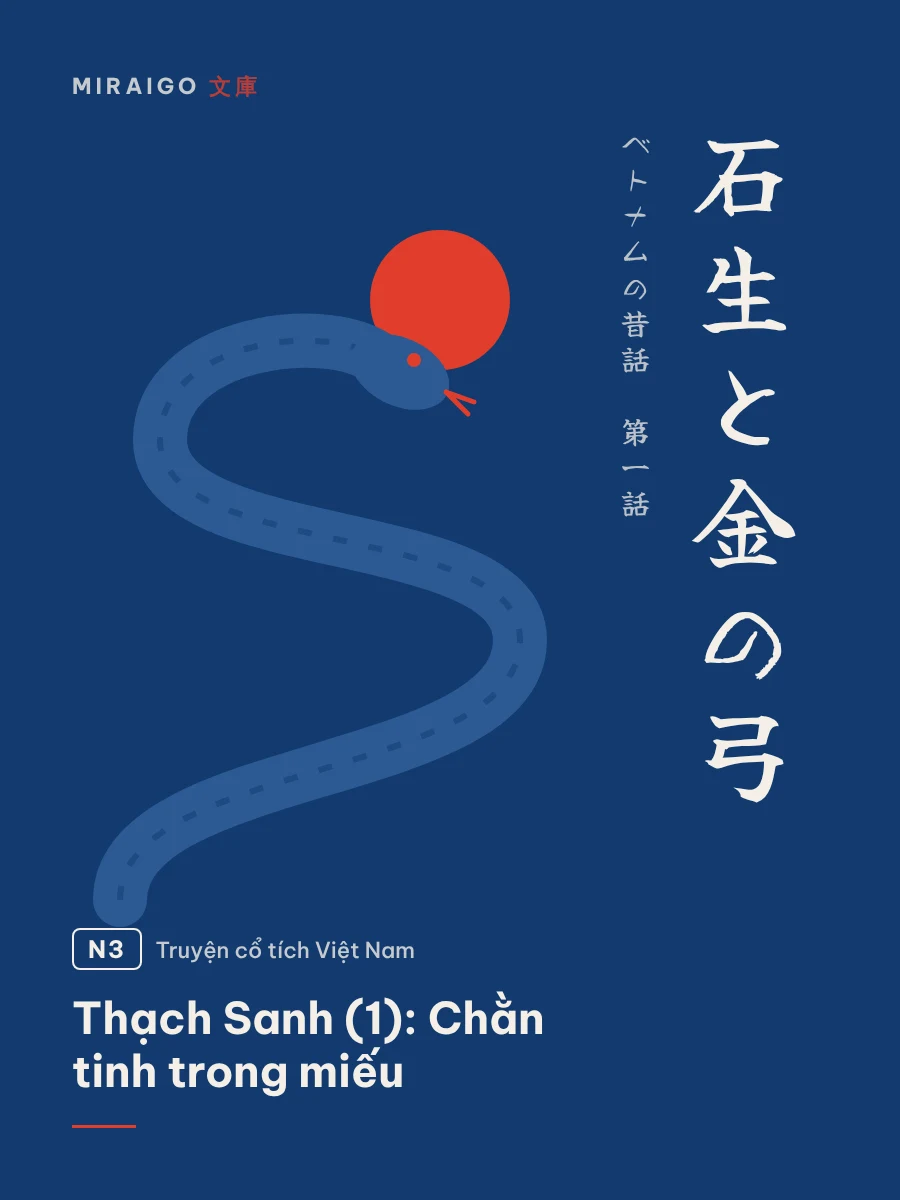 MIRAIGO 文庫
石生と金の弓
ベトナムの昔話 第一話
N3 Truyện cổ tích Việt Nam
Thạch Sanh (1): Chằn
tinh trong miếu